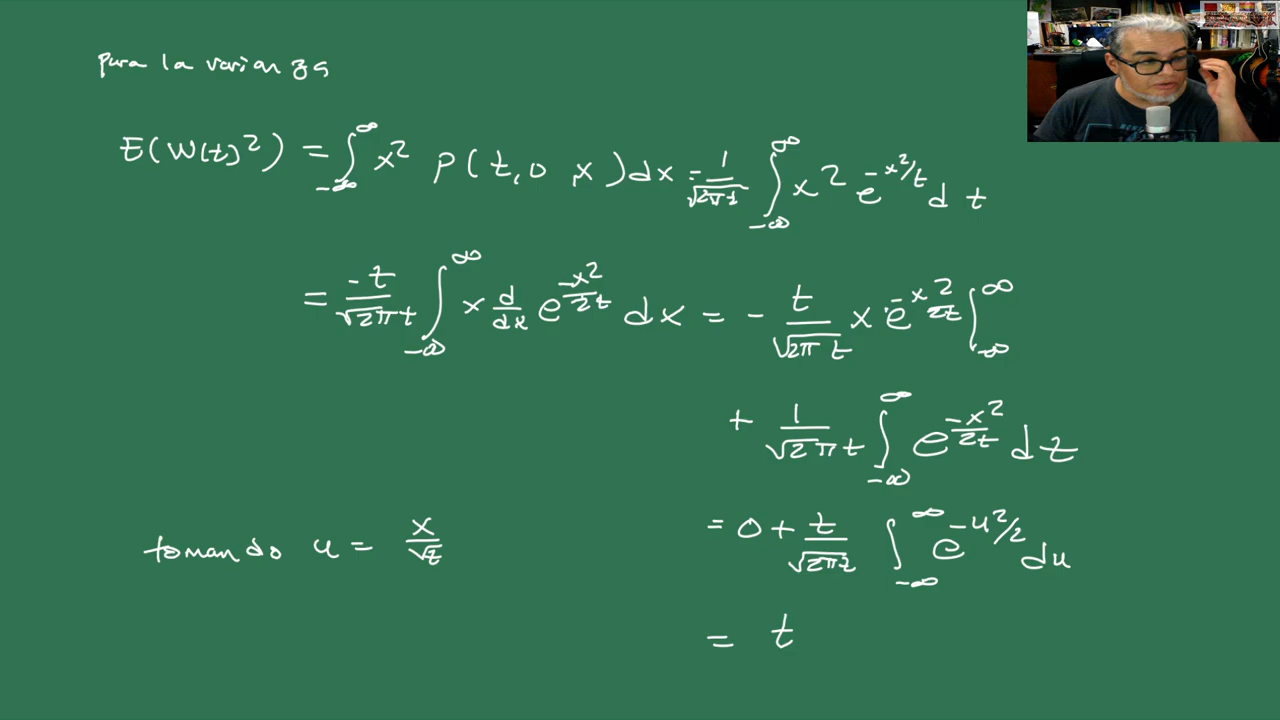 para la varianza
E(W(t)²) = ∫_{-∞}^{∞} x² p(t,0,x)dx = 1/√(2πt) ∫_{-∞}^{∞} x² e^{-x²/t} dt
= -t/√(2πt) ∫_{-∞}^{∞} x d/dx e^{-x²/2t} dx = - t/√(2πt) x e^{-x²/2t} |_{-∞}^{∞}
+ 1/√(2πt) ∫_{-∞}^{∞} e^{-x²/2t} dz
tomando u = x/√t
= 0 + t/√(2πt) ∫_{-∞}^{∞} e^{-u²/2} du
= t